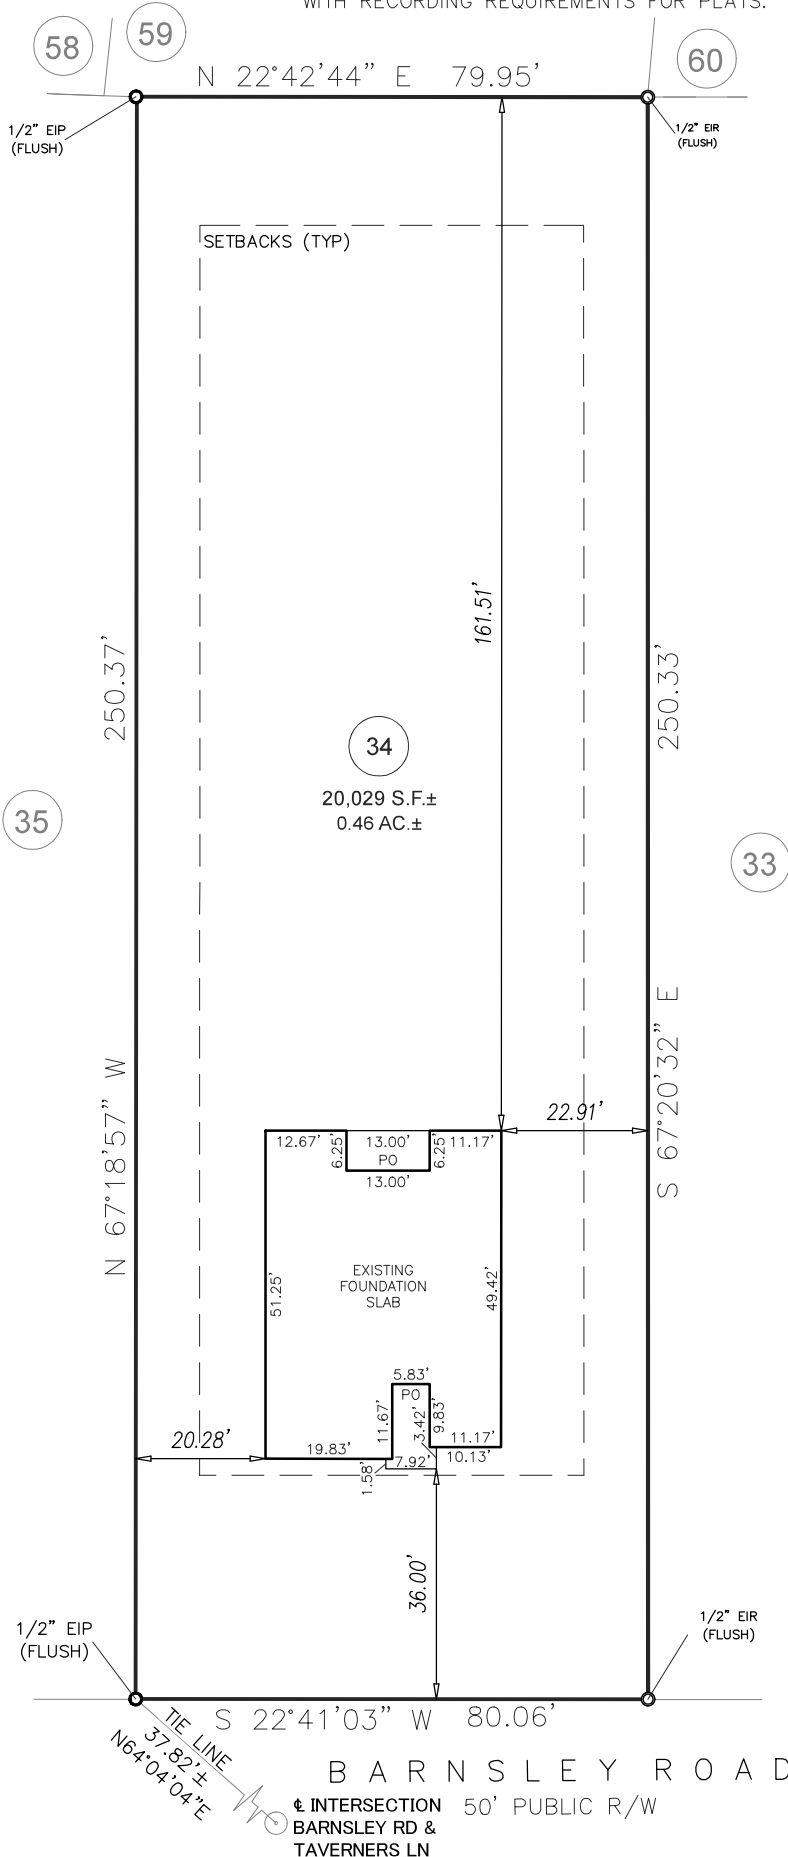 WITH RECORDING REQUIREMENTS FOR PLATS.
58
59
60
N 22°42'44" E 79.95'
1/2" EIP
(FLUSH)
1/2" EIR
(FLUSH)
SETBACKS (TYP)
161.51'
250.37'
250.33'
34
20,029 S.F.±
0.46 AC.±
35
33
N 67°18'57" W
S 67°20'32" E
22.91'
12.67'
6.25'
13.00'
PO
6.25'
11.17'
13.00'
51.25'
EXISTING
FOUNDATION
SLAB
49.42'
5.83'
PO
11.67'
3.42'
9.83'
11.17'
10.13'
19.83'
7.92'
1.58'
20.28'
36.00'
1/2" EIP
(FLUSH)
1/2" EIR
(FLUSH)
S 22°41'03" W 80.06'
TIE LINE
37.82'±
N64°04'04"E
BARNSLEY ROAD
50' PUBLIC R/W
℄ INTERSECTION
BARNSLEY RD &
TAVERNERS LN